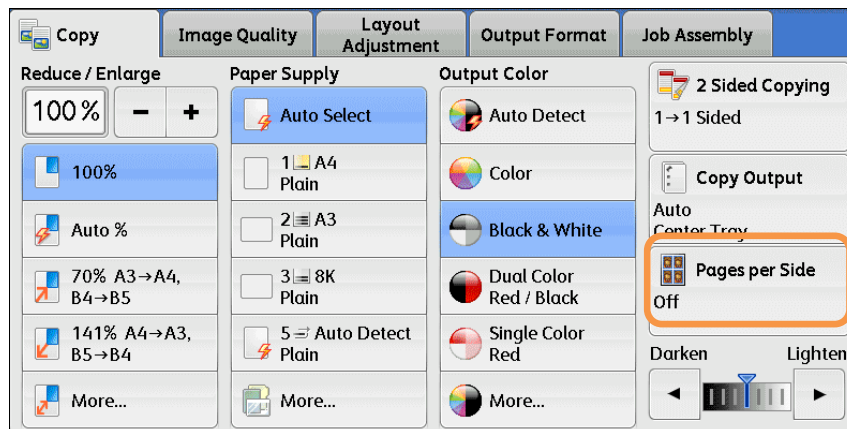 Copy
Image Quality
Layout
Adjustment
Output Format
Job Assembly
Reduce / Enlarge
100%
−
+
100%
Auto %
70% A3→A4,
B4→B5
141% A4→A3,
B5→B4
More...
Paper Supply
Auto Select
1 A4
Plain
2 A3
Plain
3 8K
Plain
5 Auto Detect
Plain
More...
Output Color
Auto Detect
Color
Black & White
Dual Color
Red / Black
Single Color
Red
More...
2 Sided Copying
1→1 Sided
Copy Output
Auto
Center Tray
Pages per Side
Off
Darken Lighten